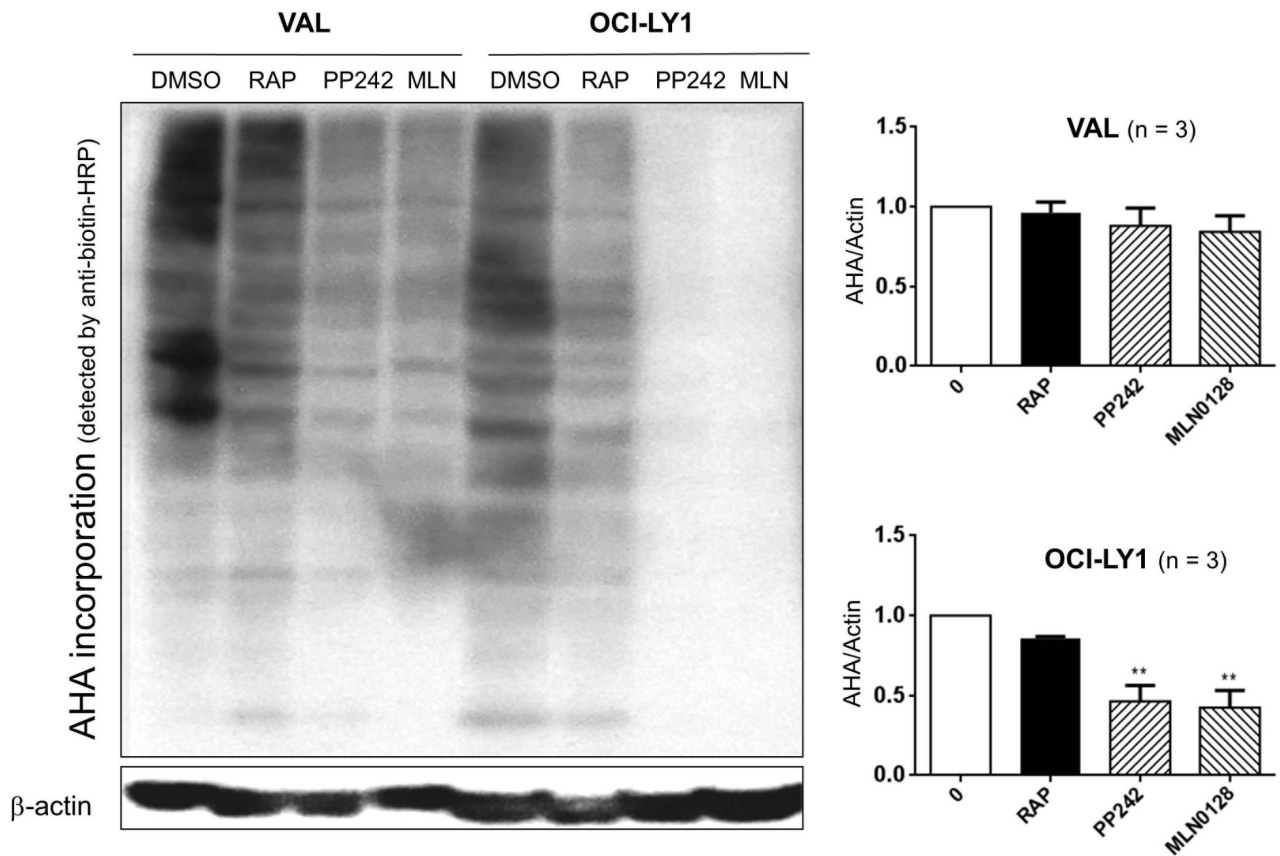 VAL OCI-LY1
DMSO RAP PP242 MLN DMSO RAP PP242 MLN
AHA incorporation (detected by anti-biotin-HRP)
β-actin
VAL (n = 3)
AHA/Actin
1.5
1.0
0.5
0.0
0 RAP PP242 MLN0128
OCI-LY1 (n = 3)
AHA/Actin
1.5
1.0
0.5
0.0
** **
0 RAP PP242 MLN0128